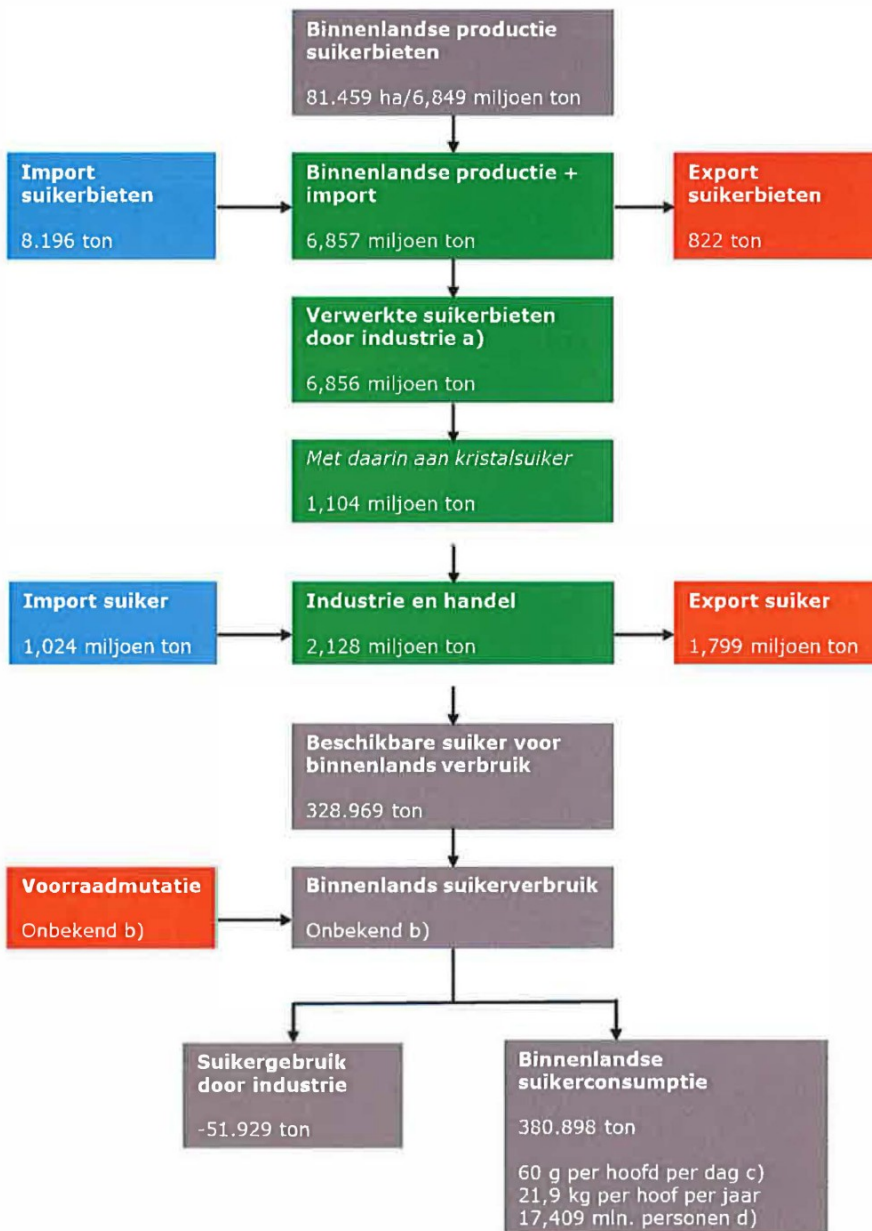 Binnenlandse productie
suikerbieten
81.459 ha/6,849 miljoen ton
Import
suikerbieten
8.196 ton
Binnenlandse productie +
import
6,857 miljoen ton
Export
suikerbieten
822 ton
Verwerkte suikerbieten
door industrie a)
6,856 miljoen ton
Met daarin aan kristalsuiker
1,104 miljoen ton
Import suiker
1,024 miljoen ton
Industrie en handel
2,128 miljoen ton
Export suiker
1,799 miljoen ton
Beschikbare suiker voor
binnenlands verbruik
328.969 ton
Voorraadmutatie
Onbekend b)
Binnenlands suikerverbruik
Onbekend b)
Suikergebruik
door industrie
-51.929 ton
Binnenlandse
suikerconsumptie
380.898 ton
60 g per hoofd per dag c)
21,9 kg per hoof per jaar
17,409 mln. personen d)